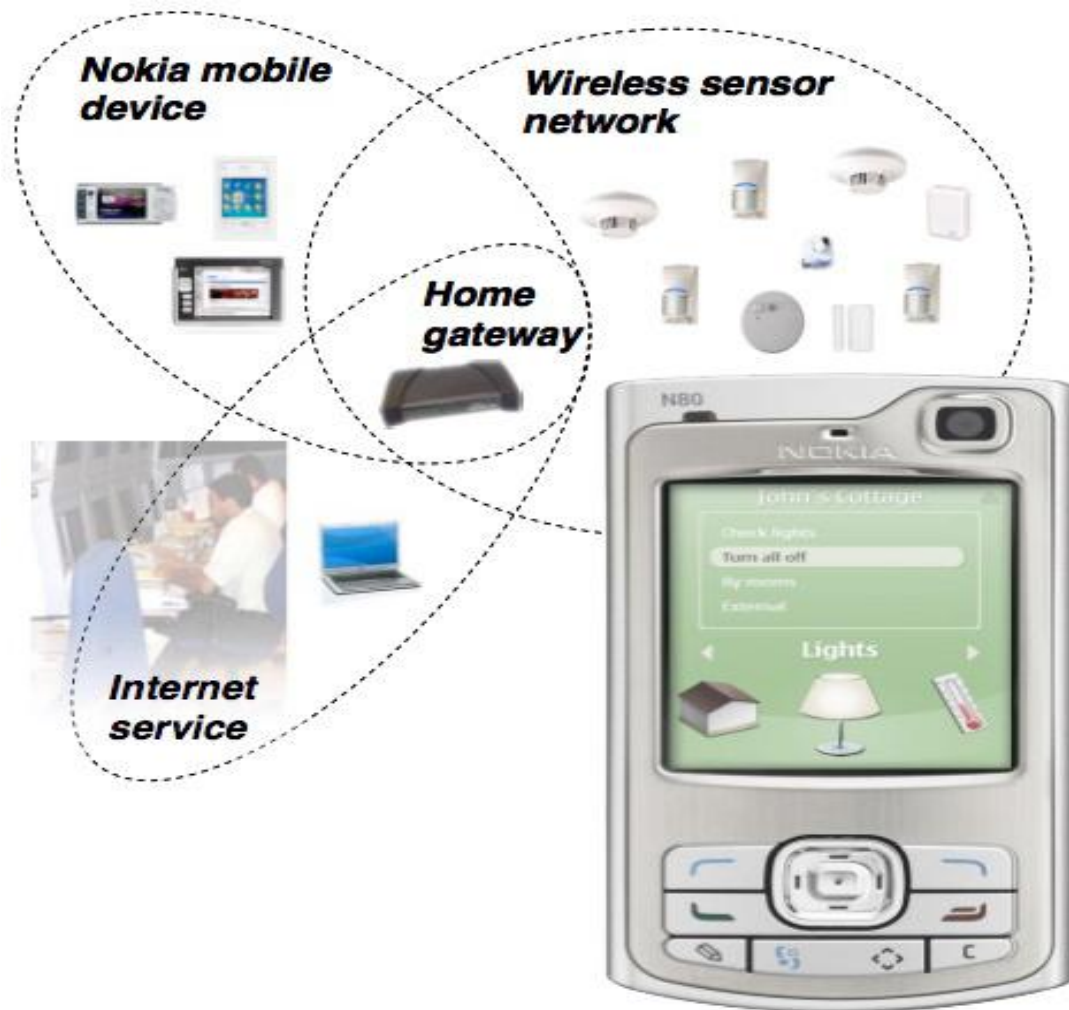 Nokia mobile
device
Wireless sensor
network
Home
gateway
Internet
service
N80
NOKIA
John's Cottage
Check lights
Turn all off
By rooms
External
Lights
C